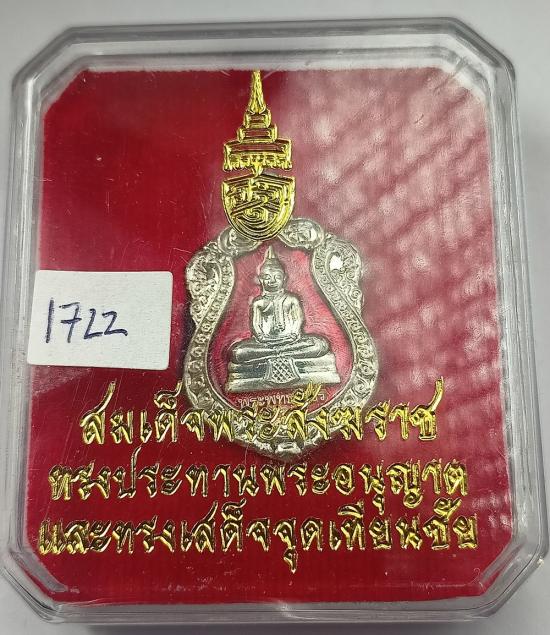 1722
สมเด็จพระสังฆราช
ทรงประทานพระอนุญาต
และทรงเสด็จจุดเทียนชัย